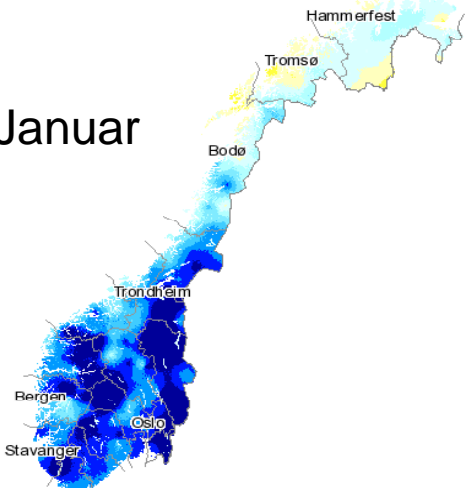 Hammerfest
Tromsø
Januar
Bodø
Trondheim
Bergen
Oslo
Stavanger